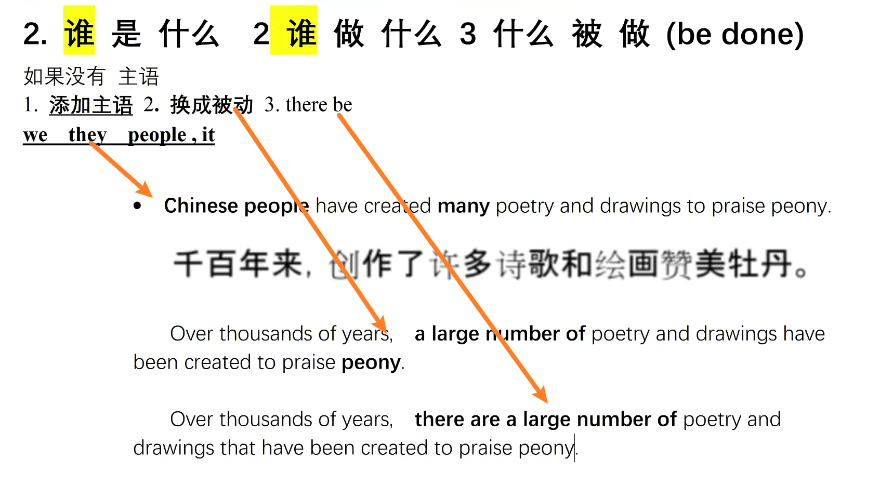 2. 谁 是 什么 2 谁 做 什么 3 什么 被 做 (be done)
如果没有 主语
1. 添加主语 2. 换成被动 3. there be
we they people , it
• Chinese people have created many poetry and drawings to praise peony.
千百年来，创作了许多诗歌和绘画赞美牡丹。
Over thousands of years, a large number of poetry and drawings have
been created to praise peony.
Over thousands of years, there are a large number of poetry and
drawings that have been created to praise peony.